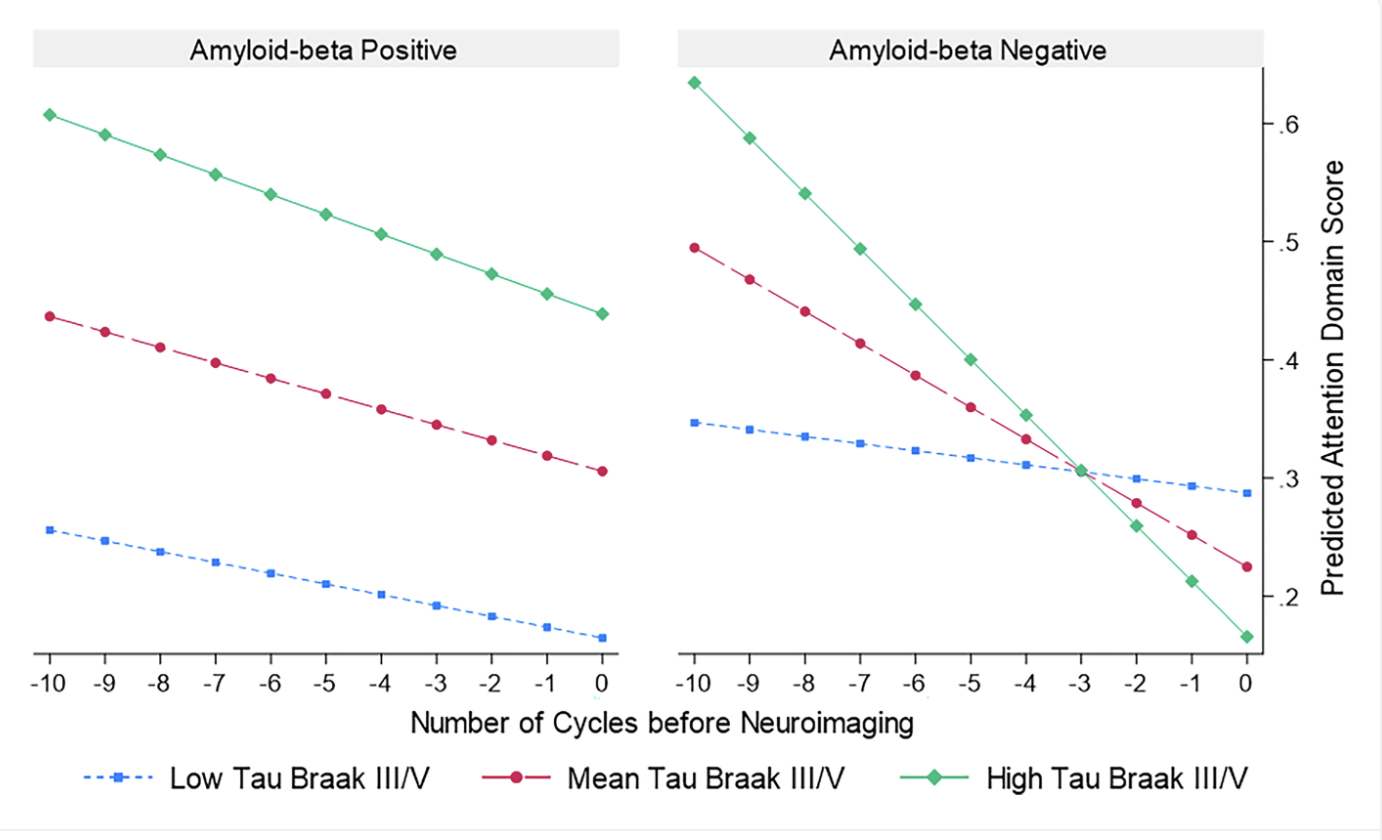 Amyloid-beta Positive
Amyloid-beta Negative
.6
.5
.4
.3
.2
Predicted Attention Domain Score
-10 -9 -8 -7 -6 -5 -4 -3 -2 -1 0
-10 -9 -8 -7 -6 -5 -4 -3 -2 -1 0
Number of Cycles before Neuroimaging
Low Tau Braak III/V Mean Tau Braak III/V High Tau Braak III/V